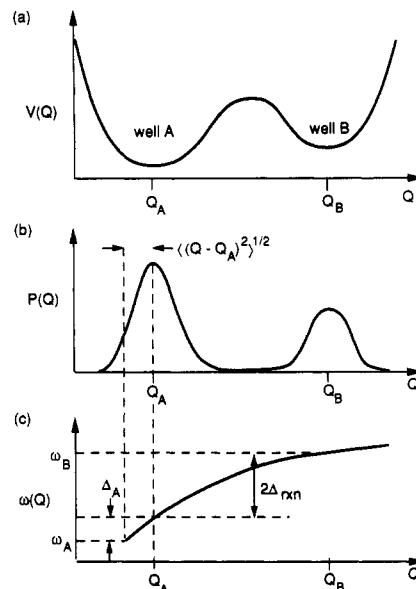 (a)
V(Q)
well A
well B
Q
Q_A
Q_B
(b)
⟨(Q - Q_A)²⟩^1/2
P(Q)
Q
Q_A
Q_B
(c)
ω_B
ω(Q)
Δ_A
2Δ_rxn
ω_A
Q
Q_A
Q_B